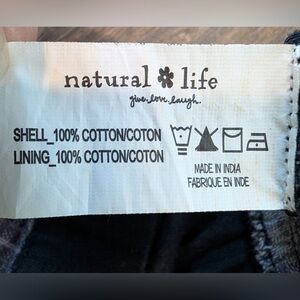 natural life
give.love.laugh.
SHELL_100% COTTON/COTON
LINING_100% COTTON/COTON
MADE IN INDIA
FABRIQUE EN INDE